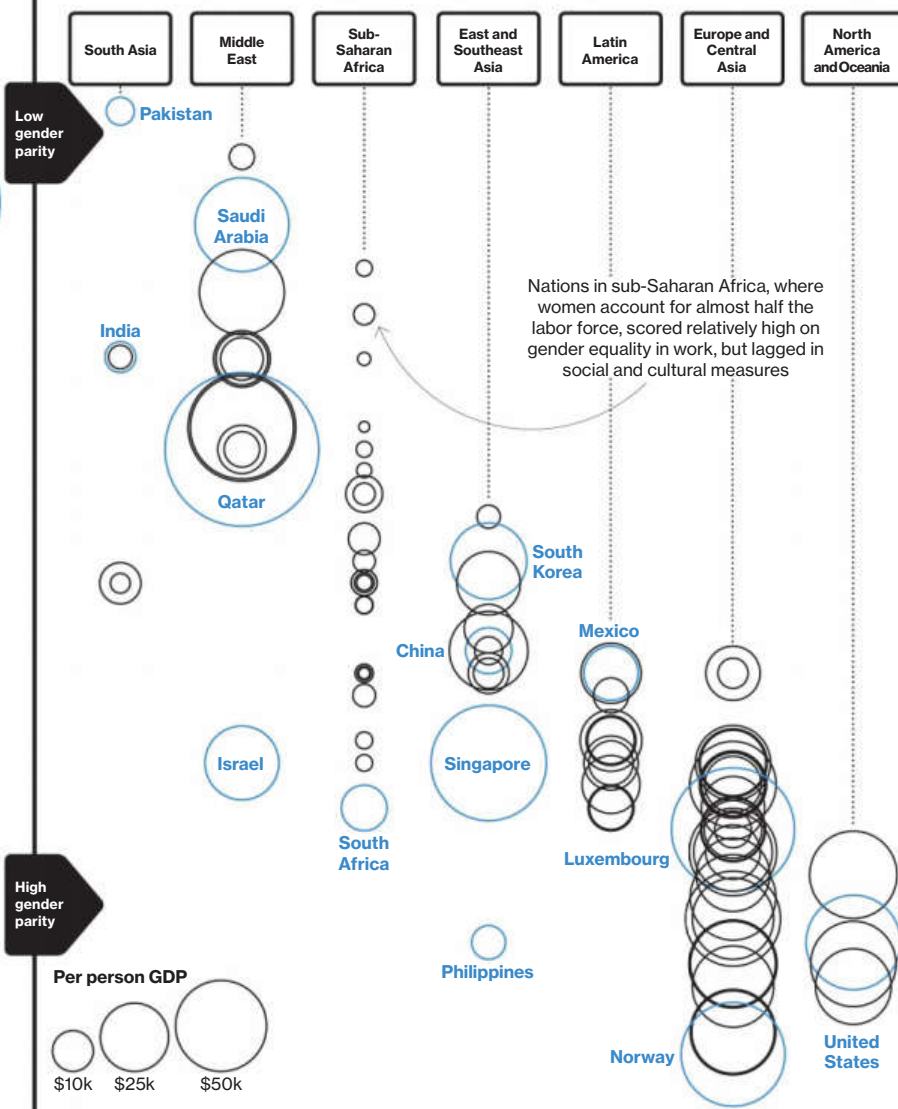 South Asia
Middle
East
Sub-
Saharan
Africa
East and
Southeast
Asia
Latin
America
Europe and
Central
Asia
North
America
and Oceania
Low
gender
parity
Pakistan
Saudi
Arabia
Nations in sub-Saharan Africa, where
women account for almost half the
labor force, scored relatively high on
gender equality in work, but lagged in
social and cultural measures
India
Qatar
South
Korea
China
Mexico
Israel
Singapore
South
Africa
Luxembourg
High
gender
parity
Philippines
Per person GDP
$10k
$25k
$50k
Norway
United
States